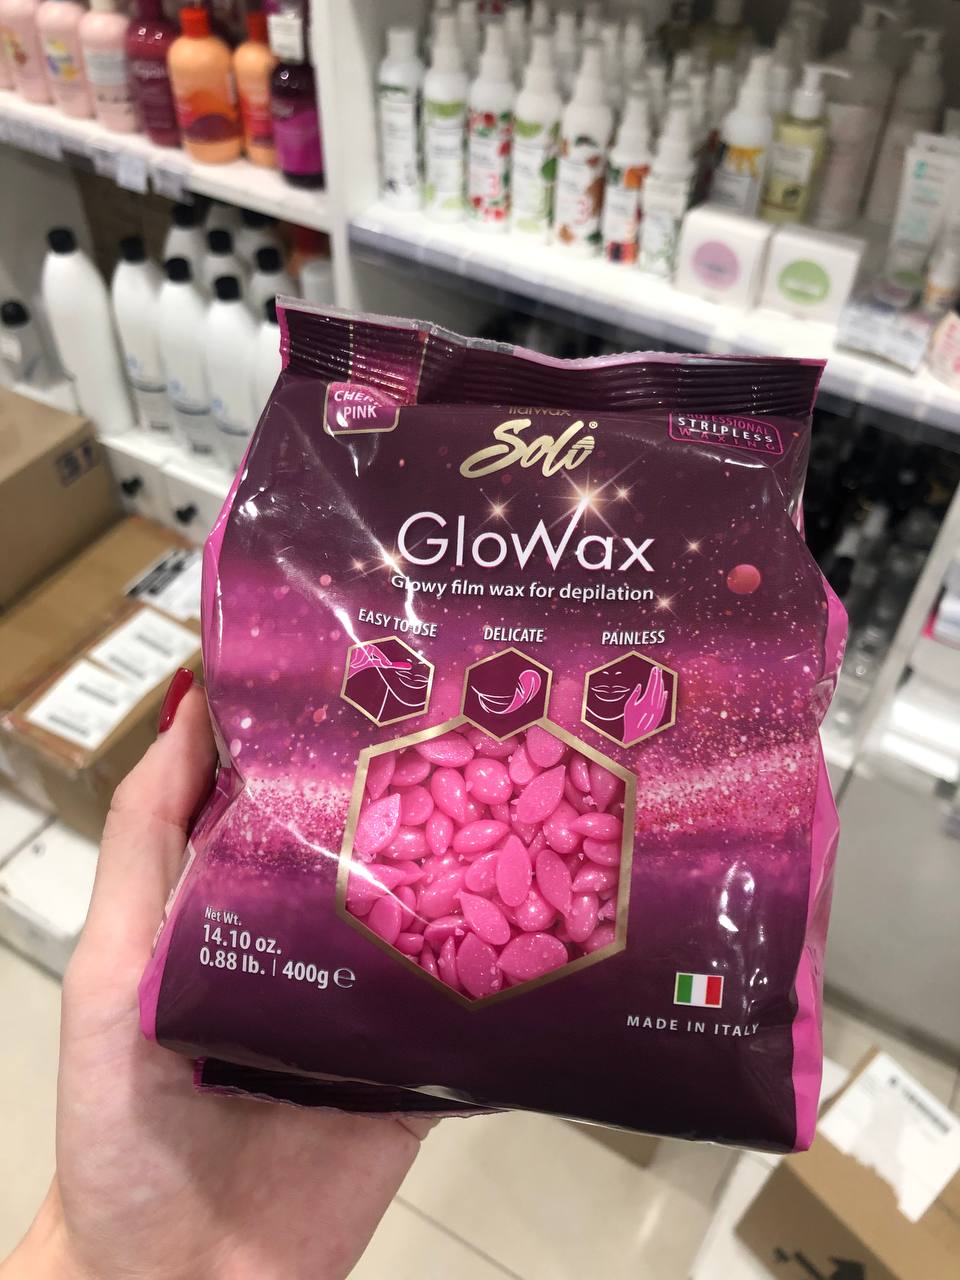 PINK
italwax
Solo®
PROFESSIONAL
STRIPLESS
WAXING
GloWax
Glowy film wax for depilation
EASY TO USE
DELICATE
PAINLESS
Net Wt.
14.10 oz.
0.88 lb. | 400g ℮
MADE IN ITALY